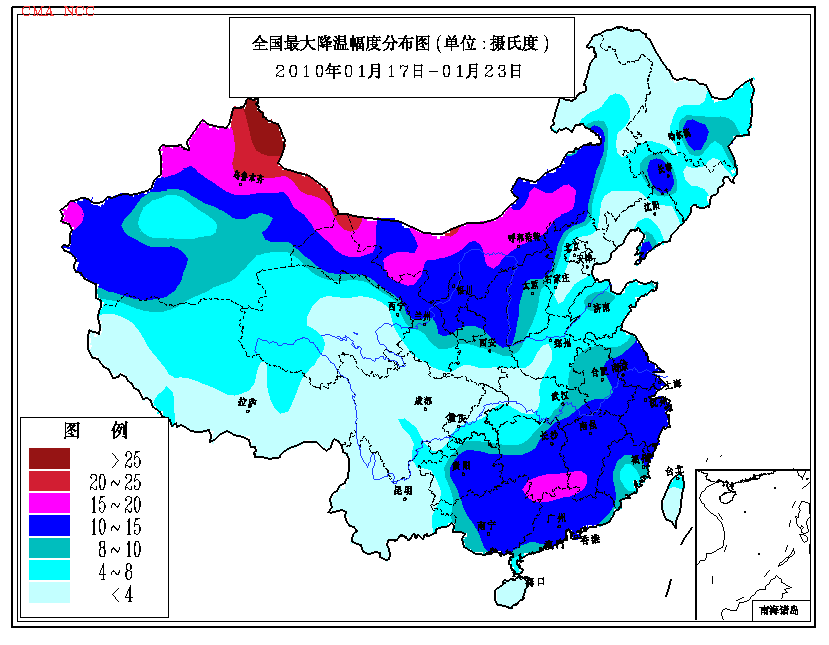 CMA NCC
全国最大降温幅度分布图(单位:摄氏度)
2010年01月17日-01月23日
哈尔滨
长春
乌鲁木齐
沈阳
呼和浩特
北京
天津
太原
石家庄
西宁
兰州
济南
西安
郑州
合肥
南京
上海
拉萨
成都
武汉
重庆
杭州
南昌
长沙
贵阳
福州
台北
昆明
南宁
广州
香港
澳门
海口
图 例
>25
20~25
15~20
10~15
8~10
4~8
<4
南海诸岛